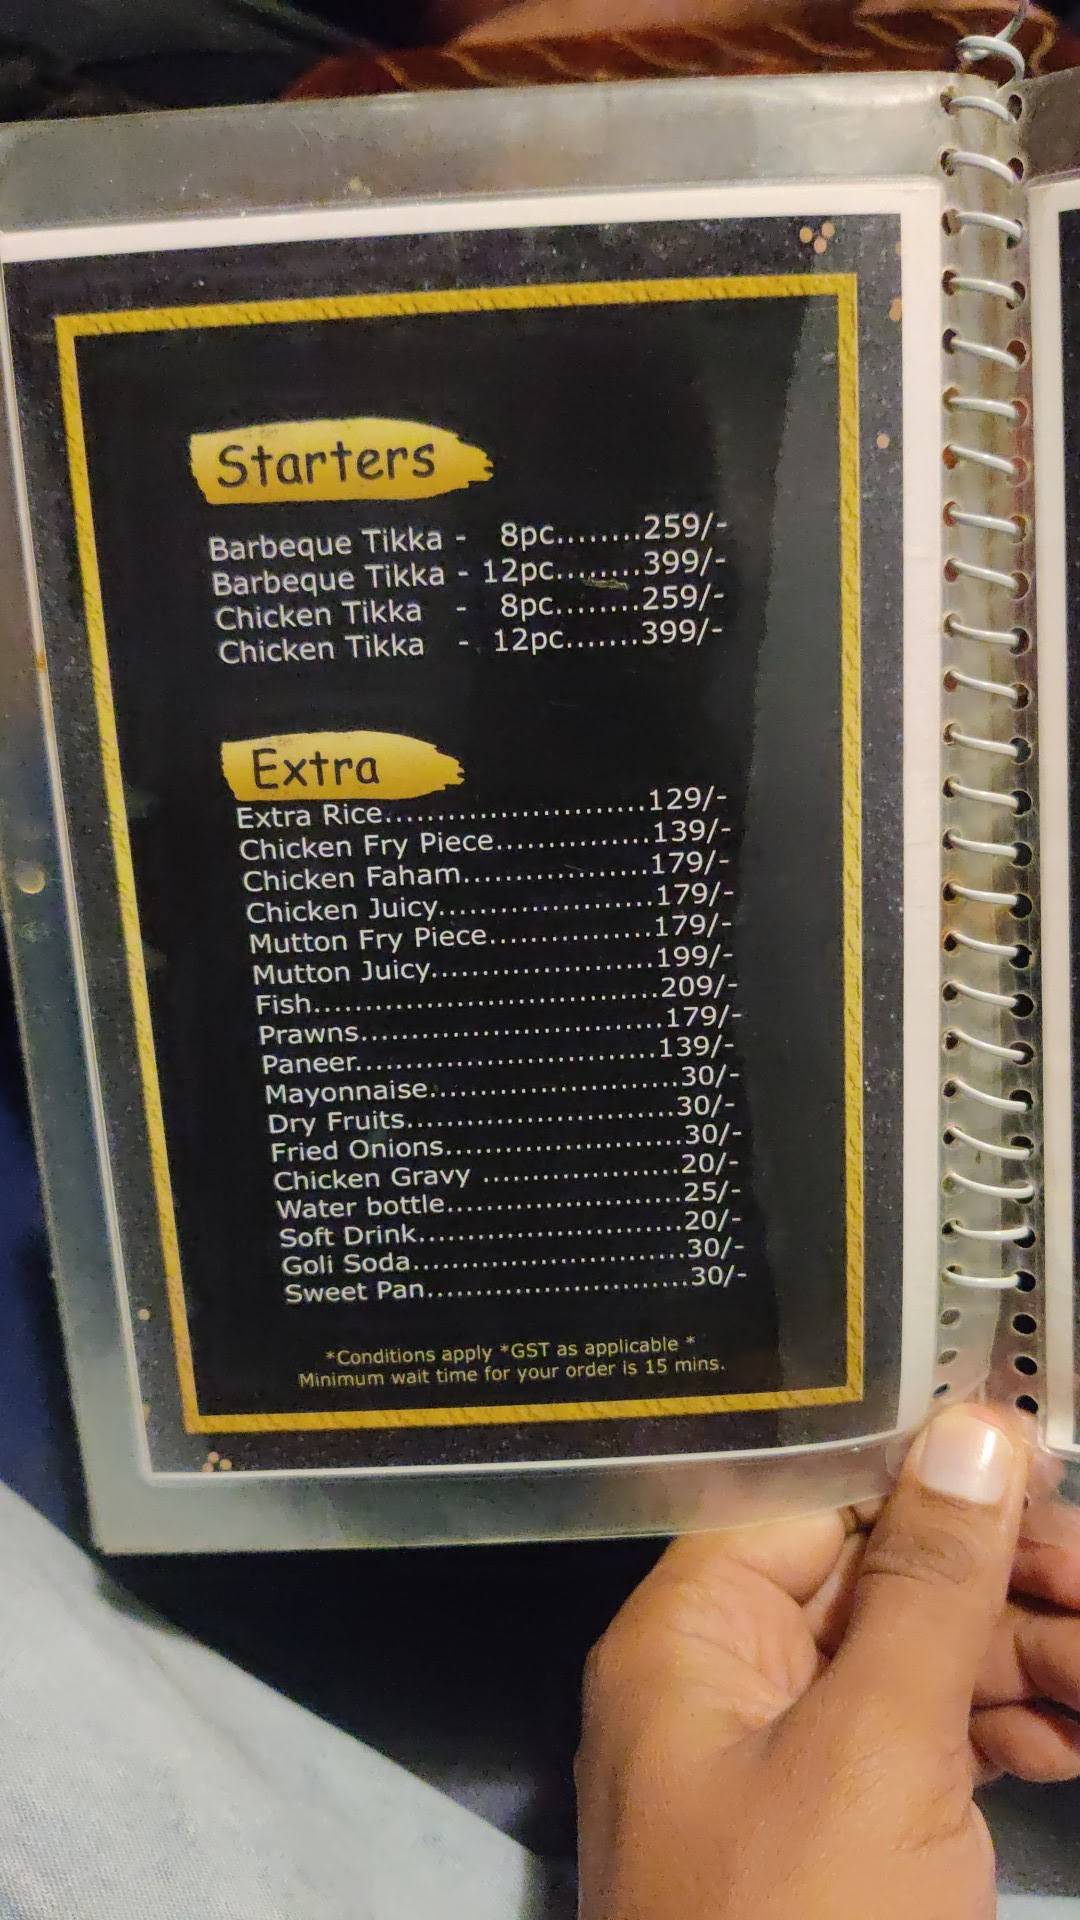 Starters
Barbeque Tikka - 8pc........259/-
Barbeque Tikka - 12pc........399/-
Chicken Tikka - 8pc........259/-
Chicken Tikka - 12pc.......399/-
Extra
Extra Rice.........................129/-
Chicken Fry Piece...............139/-
Chicken Faham..................179/-
Chicken Juicy.....................179/-
Mutton Fry Piece................179/-
Mutton Juicy......................199/-
Fish..................................209/-
Prawns..............................179/-
Paneer..............................139/-
Mayonnaise.........................30/-
Dry Fruits...........................30/-
Fried Onions........................30/-
Chicken Gravy ....................20/-
Water bottle........................25/-
Soft Drink...........................20/-
Goli Soda............................30/-
Sweet Pan...........................30/-
*Conditions apply *GST as applicable *
Minimum wait time for your order is 15 mins.